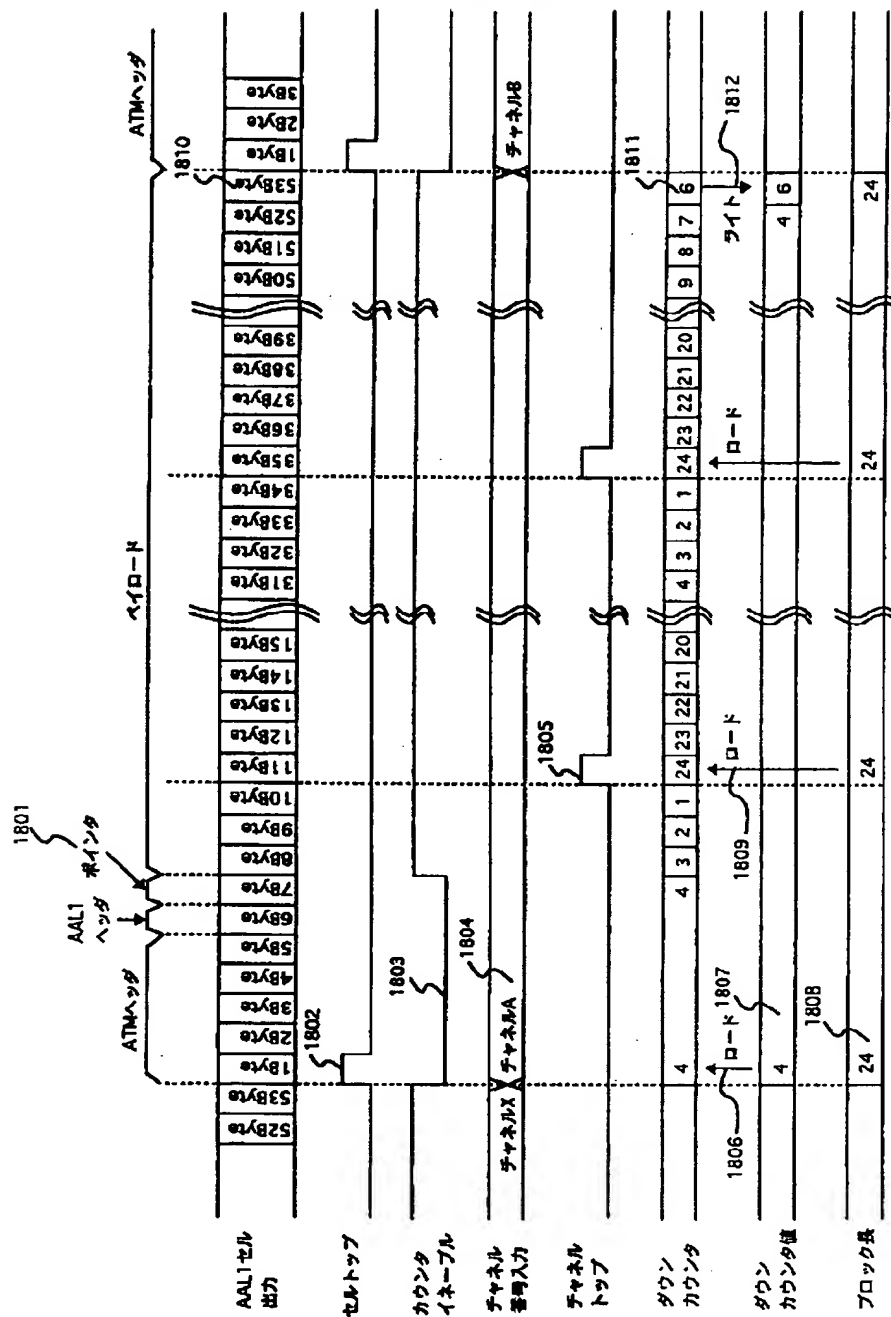 ATMヘッダ
AAL1
ヘッダ
ポインタ
1801
ペイロード
1810
ATMヘッダ
AAL1セル
出力
52Byte 53Byte 1Byte 2Byte 3Byte 4Byte 5Byte 6Byte 7Byte 8Byte 9Byte 10Byte 11Byte 12Byte 13Byte 14Byte 15Byte 31Byte 32Byte 33Byte 34Byte 35Byte 36Byte 37Byte 38Byte 39Byte 50Byte 51Byte 52Byte 53Byte 1Byte 2Byte 3Byte
セルトップ
1802
カウンタ
イネーブル
1803
チャネル
番号入力
チャネルX チャネルA チャネルB
1804
チャネル
トップ
1805
1811
ダウン
カウンタ
4 4 3 2 1 24 23 22 21 20 4 3 2 1 24 23 22 21 20 9 8 7 6
1806
ロード
1809
ロード
ロード
ライト
1812
1807
ダウン
カウンタ値
4 4 6
1808
ブロック長
24 24 24 24